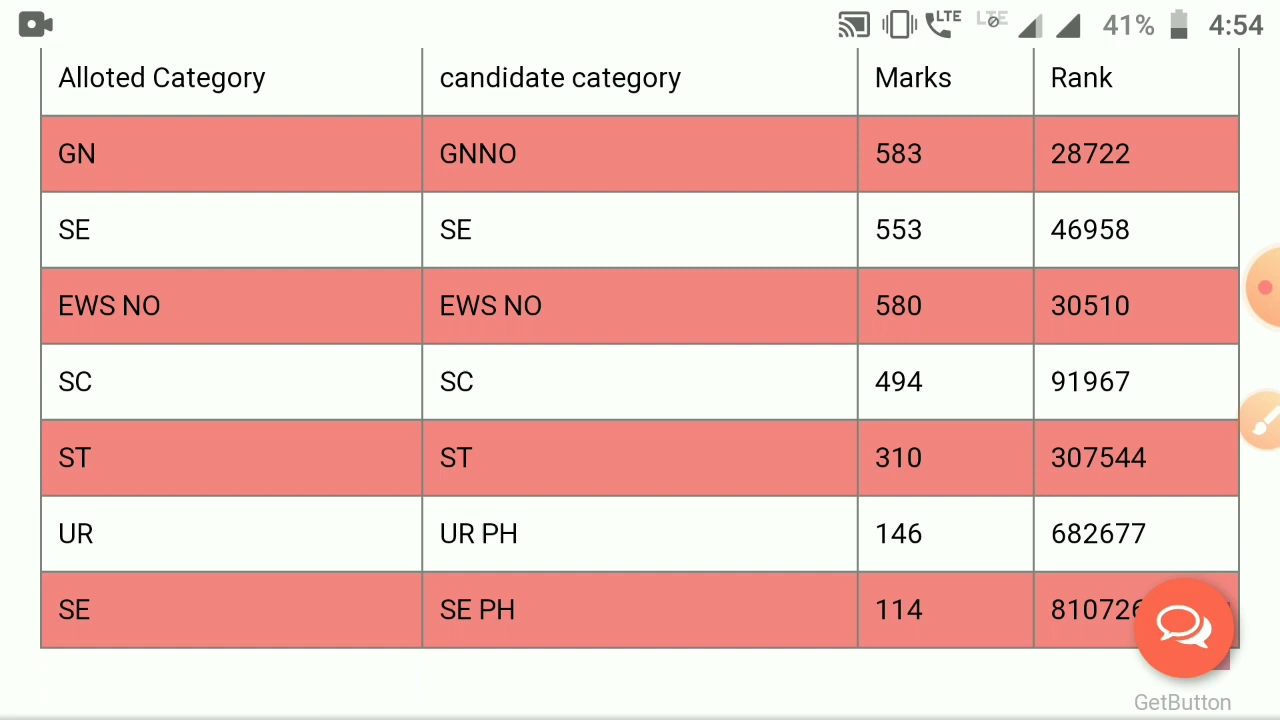 LTE LTE 41% 4:54
Alloted Category candidate category Marks Rank
GN GNNO 583 28722
SE SE 553 46958
EWS NO EWS NO 580 30510
SC SC 494 91967
ST ST 310 307544
UR UR PH 146 682677
SE SE PH 114 810726
GetButton